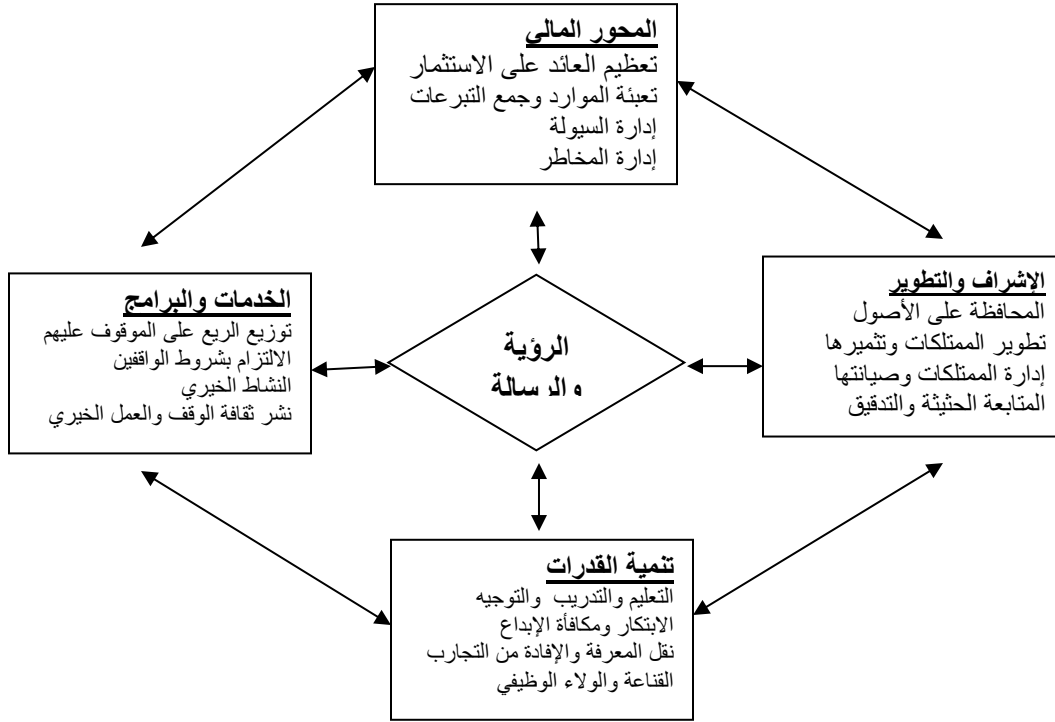 المحور المالي
تعظيم العائد على الاستثمار
تعبئة الموارد وجمع التبرعات
إدارة السيولة
إدارة المخاطر
الإشراف والتطوير
المحافظة على الأصول
تطوير الممتلكات وتثميرها
إدارة الممتلكات وصيانتها
المتابعة الحثيثة والتدقيق
الرؤية
والرسالة
الخدمات والبرامج
توزيع الريع على الموقوف عليهم
الالتزام بشروط الواقفين
النشاط الخيري
نشر ثقافة الوقف والعمل الخيري
تنمية القدرات
التعليم والتدريب والتوجيه
الابتكار ومكافأة الإبداع
نقل المعرفة والإفادة من التجارب
القناعة والولاء الوظيفي